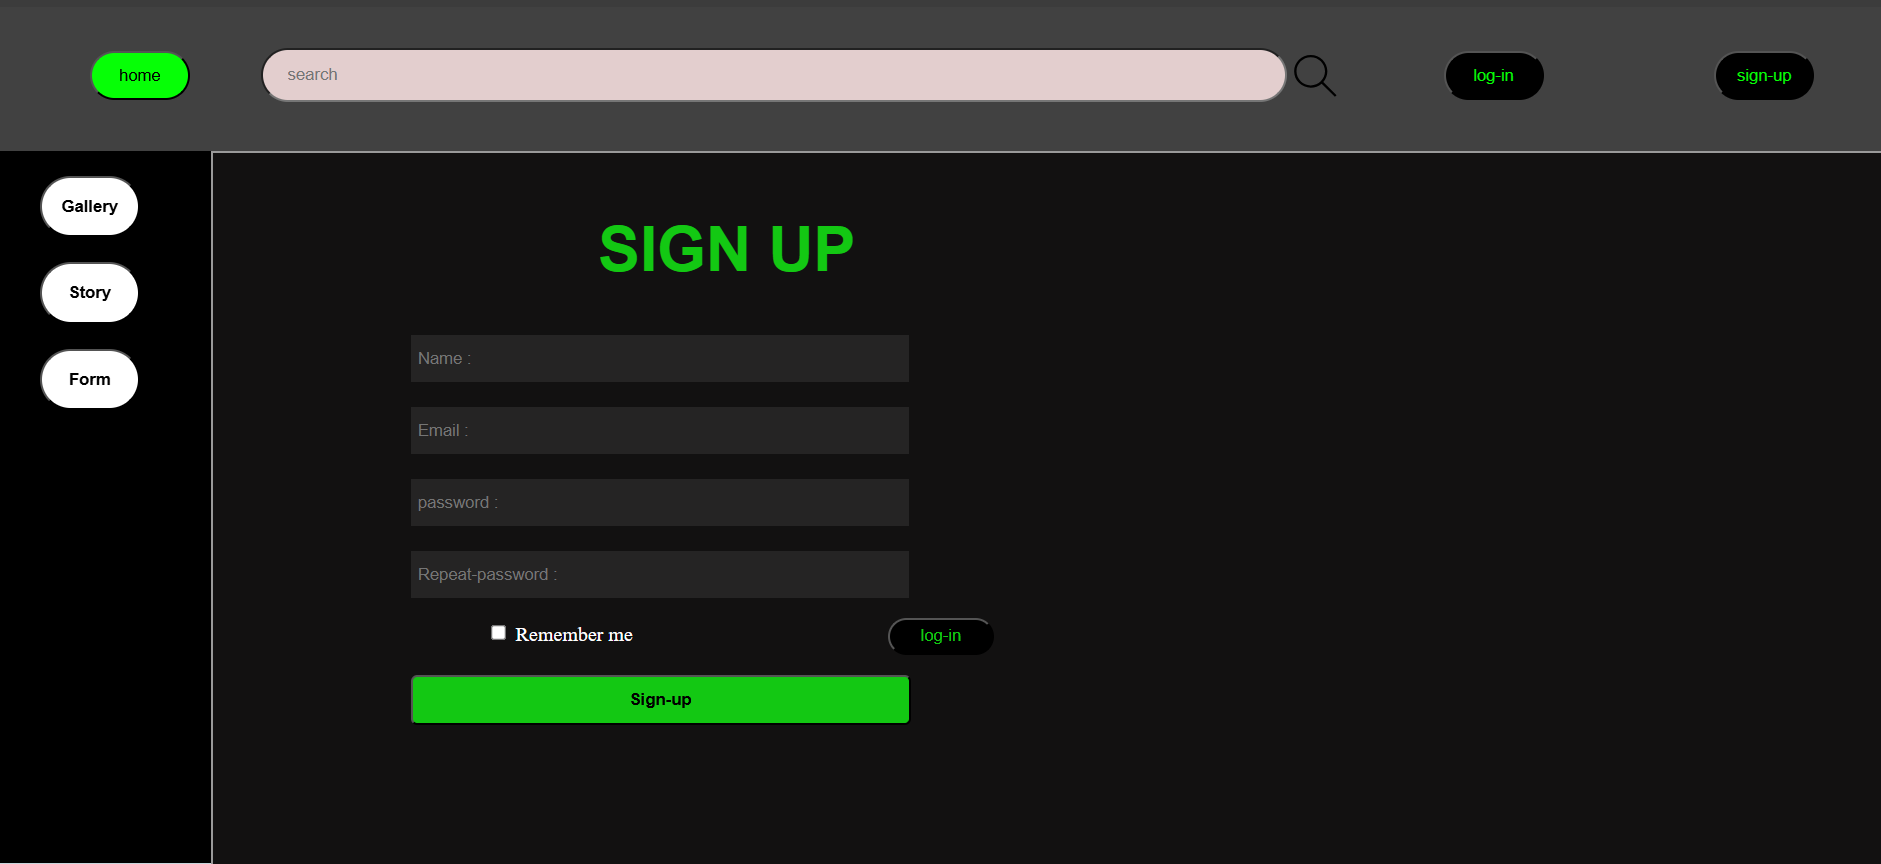 home search log-in sign-up
Gallery
Story
Form
SIGN UP
Name :
Email :
password :
Repeat-password :
Remember me log-in
Sign-up